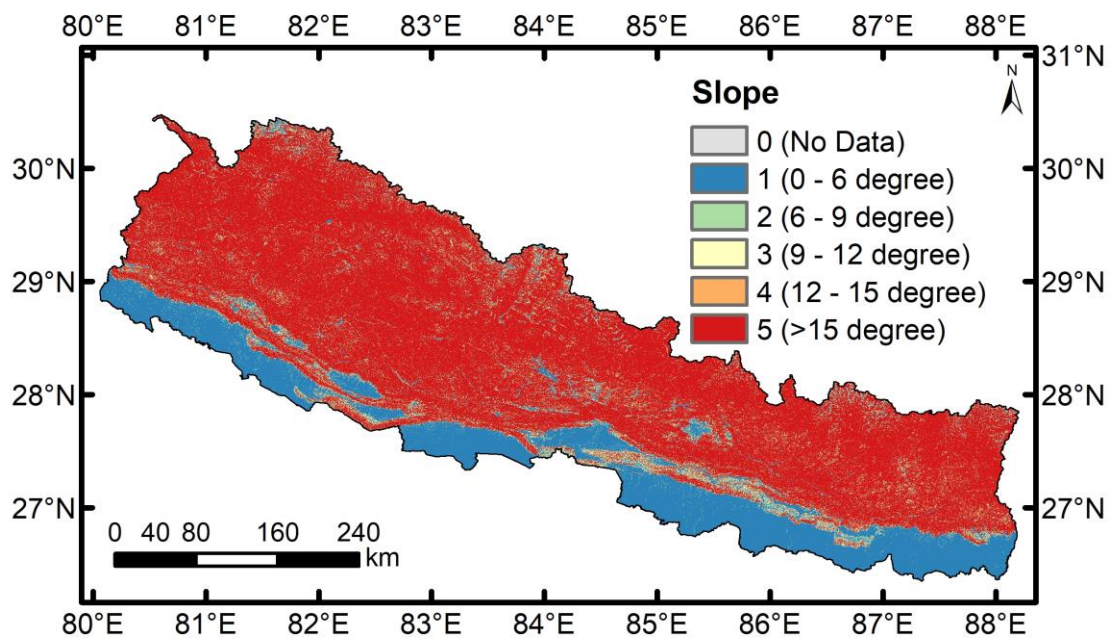 80°E 81°E 82°E 83°E 84°E 85°E 86°E 87°E 88°E
31°N
N
Slope
0 (No Data)
30°N 30°N
1 (0 - 6 degree)
2 (6 - 9 degree)
3 (9 - 12 degree)
29°N 29°N
4 (12 - 15 degree)
5 (>15 degree)
28°N 28°N
27°N 27°N
0 40 80 160 240
km
80°E 81°E 82°E 83°E 84°E 85°E 86°E 87°E 88°E